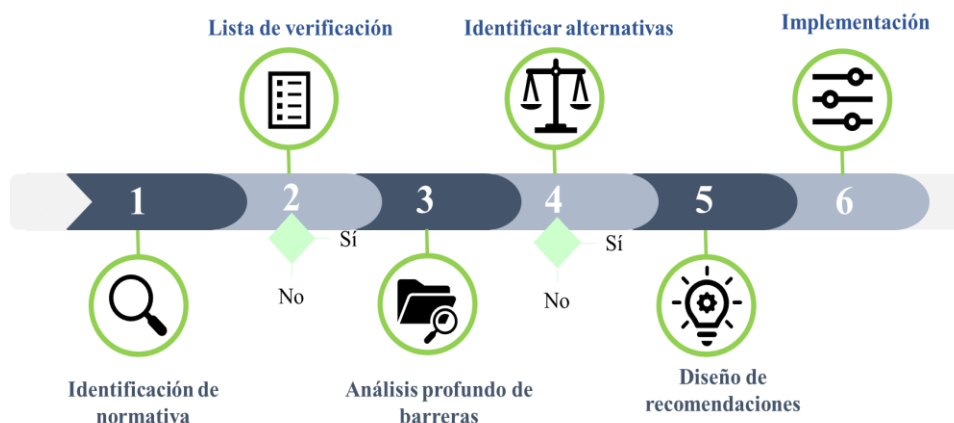 Lista de verificación
Identificar alternativas
Implementación
1
2
3
4
5
6
Sí
No
Sí
No
Identificación de
normativa
Análisis profundo de
barreras
Diseño de
recomendaciones